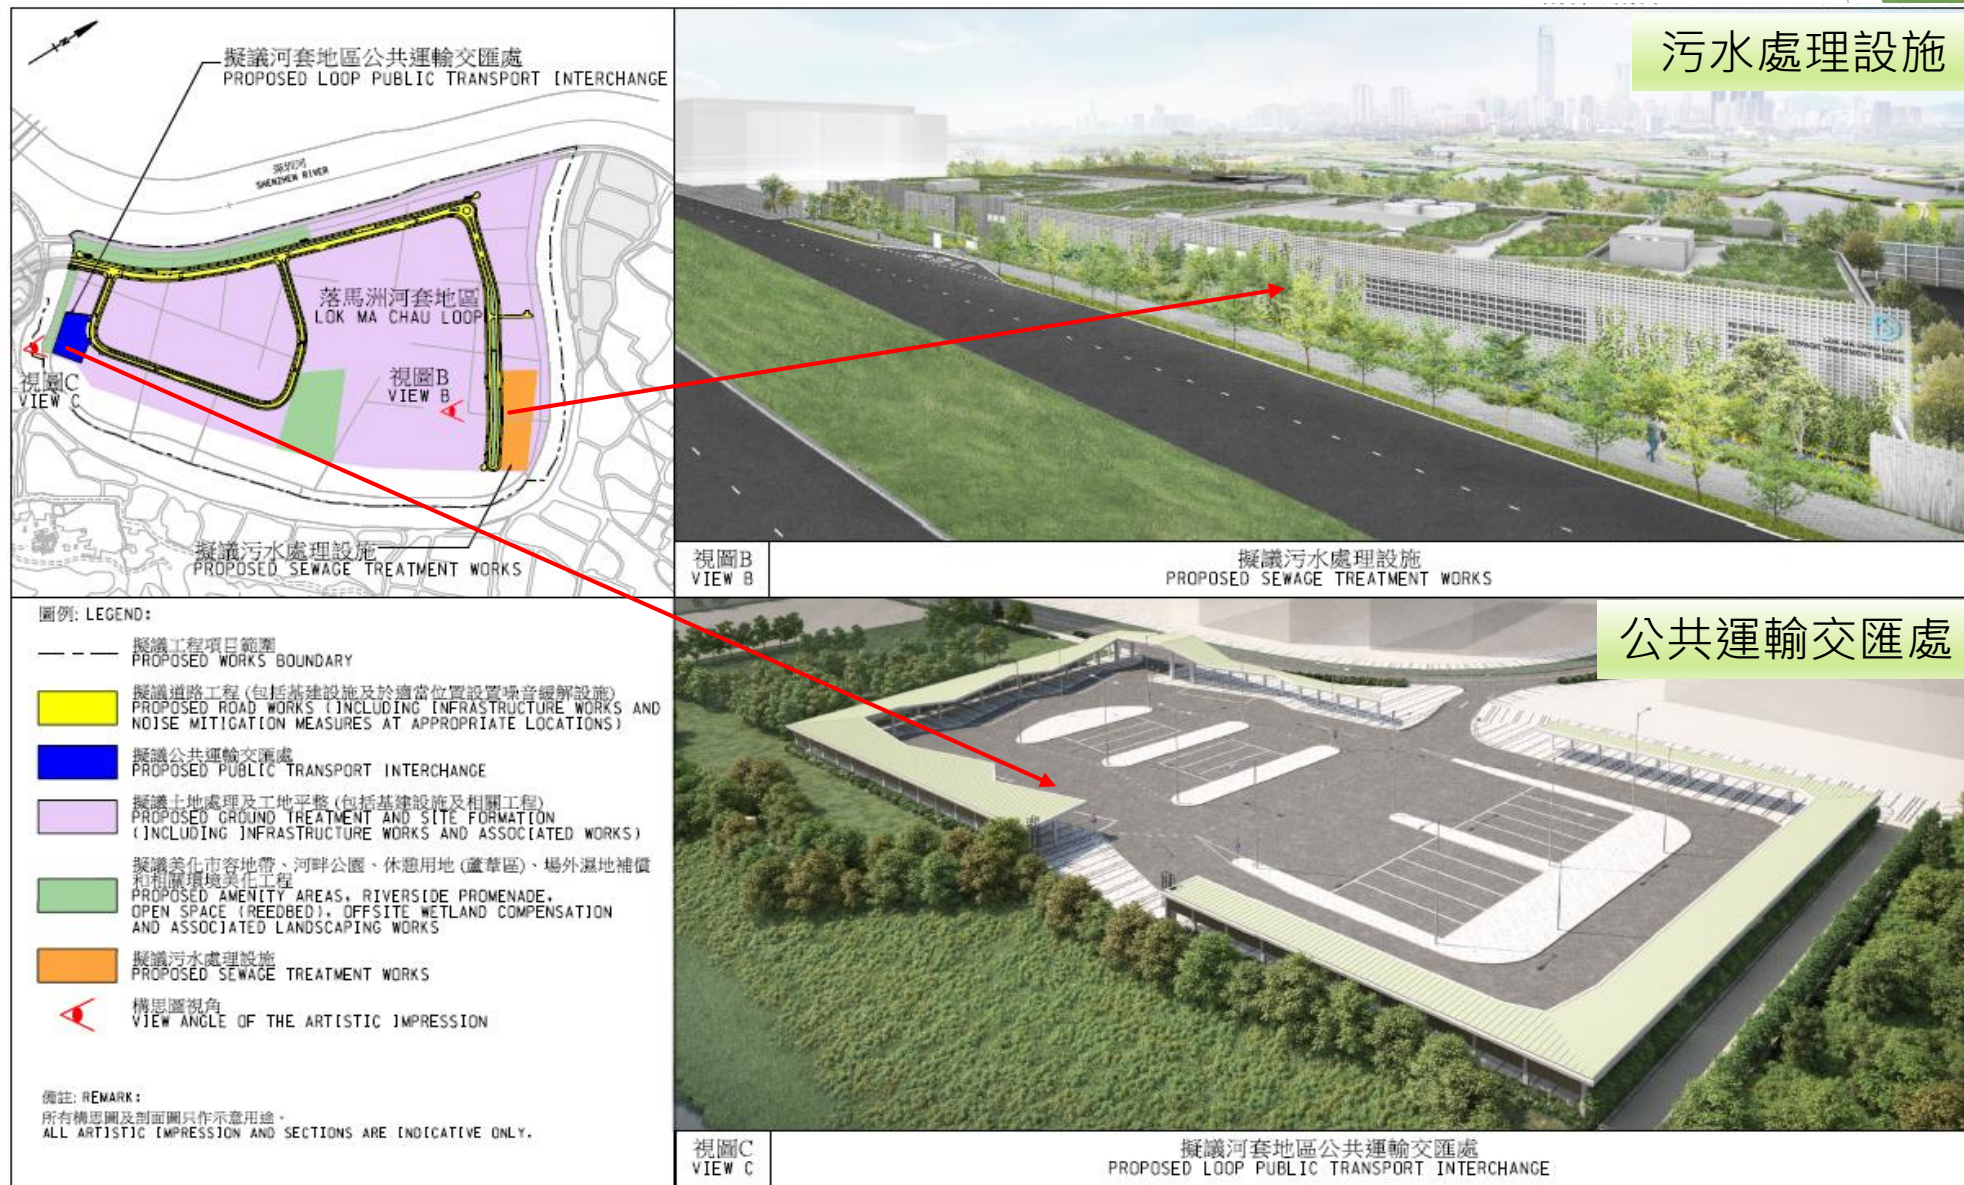 擬議河套地區公共運輸交匯處
PROPOSED LOOP PUBLIC TRANSPORT INTERCHANGE
深圳河
SHENZHEN RIVER
落馬洲河套地區
LOK MA CHAU LOOP
視圖C
VIEW C
視圖B
VIEW B
擬議污水處理設施
PROPOSED SEWAGE TREATMENT WORKS
污水處理設施
LOK MA CHAU LOOP
SEWAGE TREATMENT WORKS
視圖B
VIEW B
擬議污水處理設施
PROPOSED SEWAGE TREATMENT WORKS
圖例: LEGEND:
擬議工程項目範圍
PROPOSED WORKS BOUNDARY
擬議道路工程 (包括基建設施及於適當位置設置噪音緩解設施)
PROPOSED ROAD WORKS (INCLUDING INFRASTRUCTURE WORKS AND
NOISE MITIGATION MEASURES AT APPROPRIATE LOCATIONS)
擬議公共運輸交匯處
PROPOSED PUBLIC TRANSPORT INTERCHANGE
擬議土地處理及工地平整 (包括基建設施及相關工程)
PROPOSED GROUND TREATMENT AND SITE FORMATION
(INCLUDING INFRASTRUCTURE WORKS AND ASSOCIATED WORKS)
擬議美化市容地帶、河畔公園、休憩用地 (蘆葦區)、場外濕地補償
和相關環境美化工程
PROPOSED AMENITY AREAS, RIVERSIDE PROMENADE,
OPEN SPACE (REEDBED), OFFSITE WETLAND COMPENSATION
AND ASSOCIATED LANDSCAPING WORKS
擬議污水處理設施
PROPOSED SEWAGE TREATMENT WORKS
構思圖視角
VIEW ANGLE OF THE ARTISTIC IMPRESSION
備註: REMARK:
所有構思圖及剖面圖只作示意用途。
ALL ARTISTIC IMPRESSION AND SECTIONS ARE INDICATIVE ONLY.
公共運輸交匯處
視圖C
VIEW C
擬議河套地區公共運輸交匯處
PROPOSED LOOP PUBLIC TRANSPORT INTERCHANGE